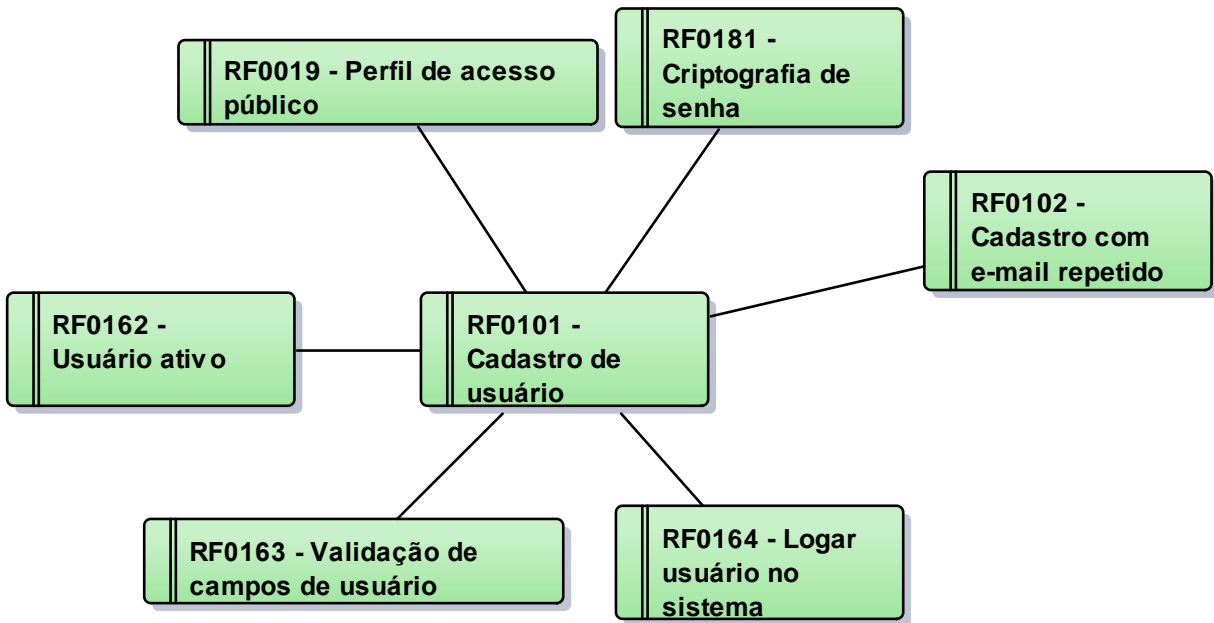 RF0019 - Perfil de acesso
público
RF0181 -
Criptografia de
senha
RF0102 -
Cadastro com
e-mail repetido
RF0162 -
Usuário ativo
RF0101 -
Cadastro de
usuário
RF0163 - Validação de
campos de usuário
RF0164 - Logar
usuário no
sistema